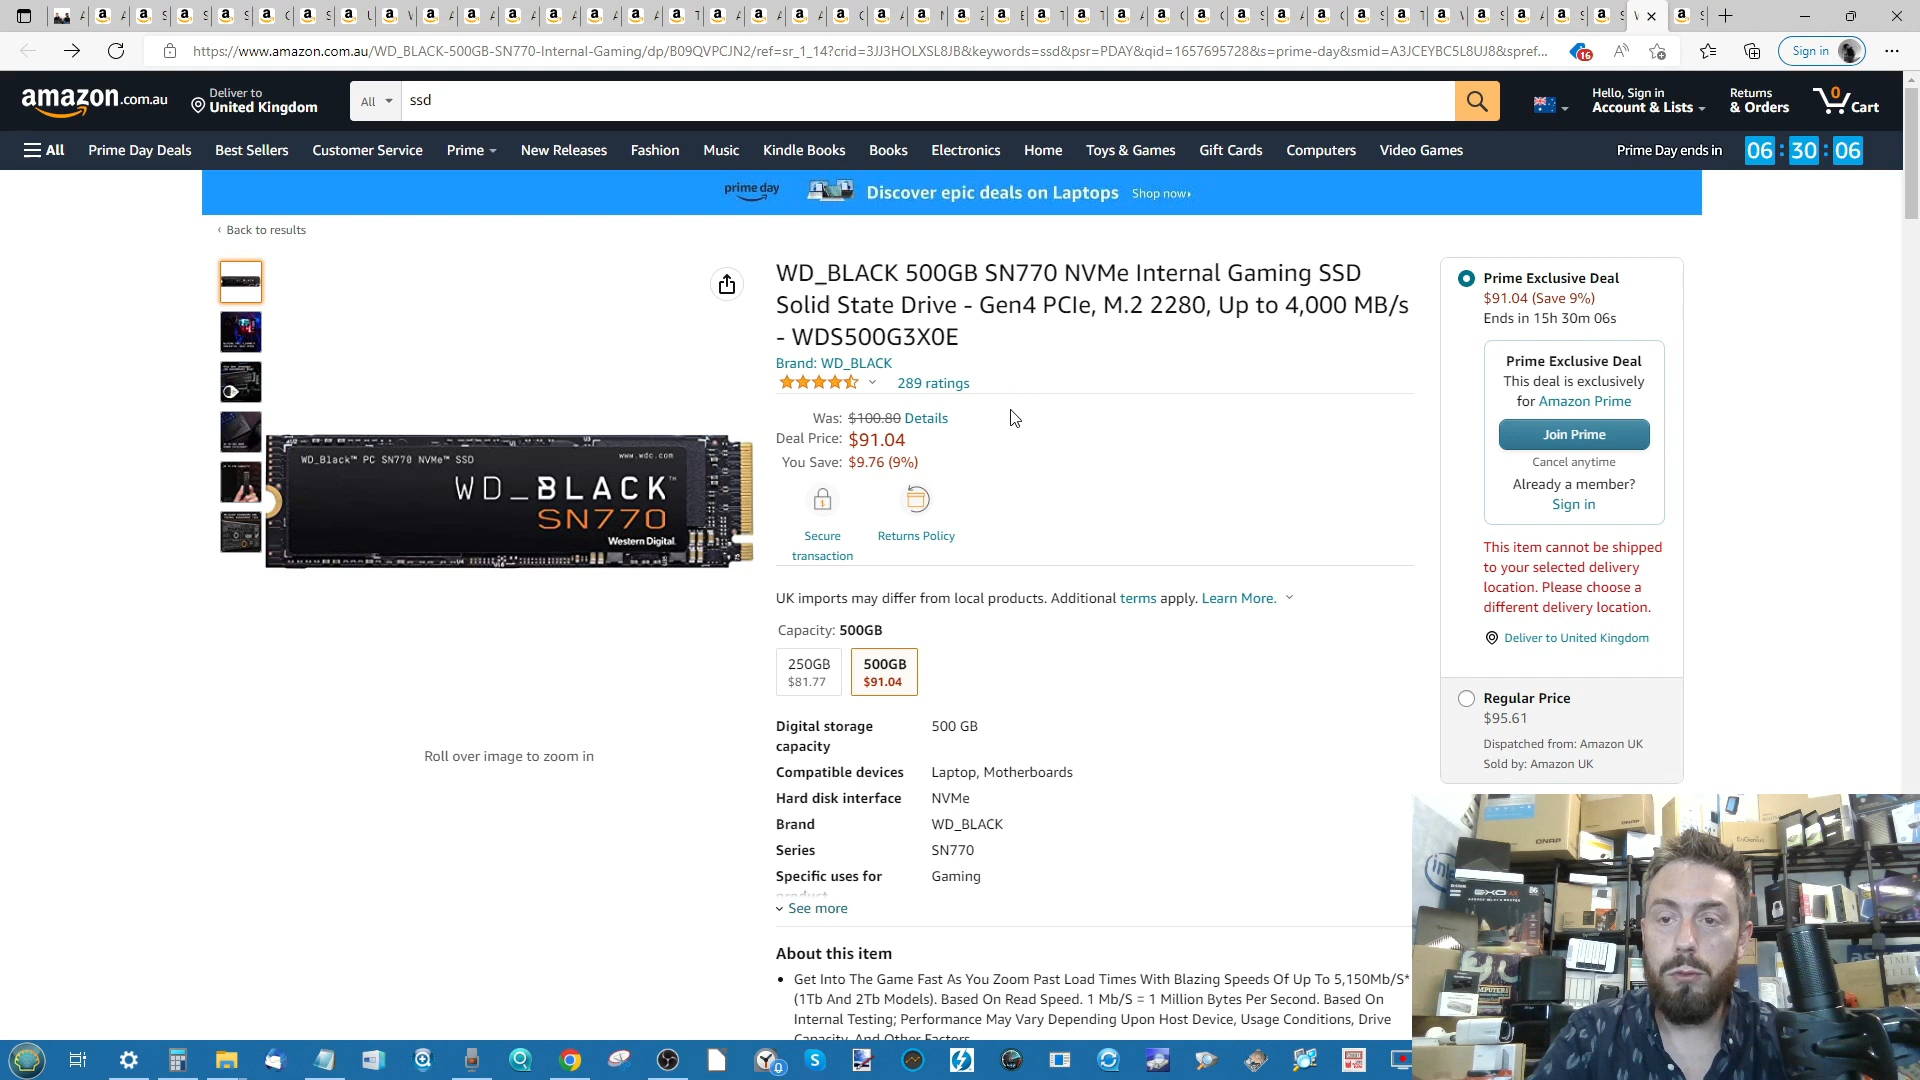 https://www.amazon.com.au/WD_BLACK-500GB-SN770-Internal-Gaming/dp/B09QVPCJN2/ref=sr_1_14?crid=3JJ3HOLXSL8JB&keywords=ssd&psr=PDAY&qid=1657695728&s=prime-day&smid=A3JCEYBC5L8UJ8&spref...
16
Sign in
amazon.com.au
Deliver to
United Kingdom
All
ssd
Hello, Sign in
Account & Lists
Returns
& Orders
0
Cart
All
Prime Day Deals
Best Sellers
Customer Service
Prime
New Releases
Fashion
Music
Kindle Books
Books
Electronics
Home
Toys & Games
Gift Cards
Computers
Video Games
Prime Day ends in
06 : 30 : 06
prime day
Discover epic deals on Laptops
Shop now
‹ Back to results
WD_BLACK 500GB SN770 NVMe Internal Gaming SSD
Solid State Drive - Gen4 PCIe, M.2 2280, Up to 4,000 MB/s
- WDS500G3X0E
Brand: WD_BLACK
289 ratings
Was: $100.80 Details
Deal Price: $91.04
You Save: $9.76 (9%)
Secure
transaction
Returns Policy
UK imports may differ from local products. Additional terms apply. Learn More.
Capacity: 500GB
250GB
$81.77
500GB
$91.04
Digital storage
capacity
500 GB
Compatible devices
Laptop, Motherboards
Hard disk interface
NVMe
Brand
WD_BLACK
Series
SN770
Specific uses for
product
Gaming
See more
About this item
• Get Into The Game Fast As You Zoom Past Load Times With Blazing Speeds Of Up To 5,150Mb/S*
(1Tb And 2Tb Models). Based On Read Speed. 1 Mb/S = 1 Million Bytes Per Second. Based On
Internal Testing; Performance May Vary Depending Upon Host Device, Usage Conditions, Drive
Capacity, And Other Factors.
WD_Black™ PC SN770 NVMe™ SSD
www.wdc.com
WD_BLACK™
SN770
Western Digital.
Roll over image to zoom in
Prime Exclusive Deal
$91.04 (Save 9%)
Ends in 15h 30m 06s
Prime Exclusive Deal
This deal is exclusively
for Amazon Prime
Join Prime
Cancel anytime
Already a member?
Sign in
This item cannot be shipped
to your selected delivery
location. Please choose a
different delivery location.
Deliver to United Kingdom
Regular Price
$95.61
Dispatched from: Amazon UK
Sold by: Amazon UK
QNAP
intel
EXO AX